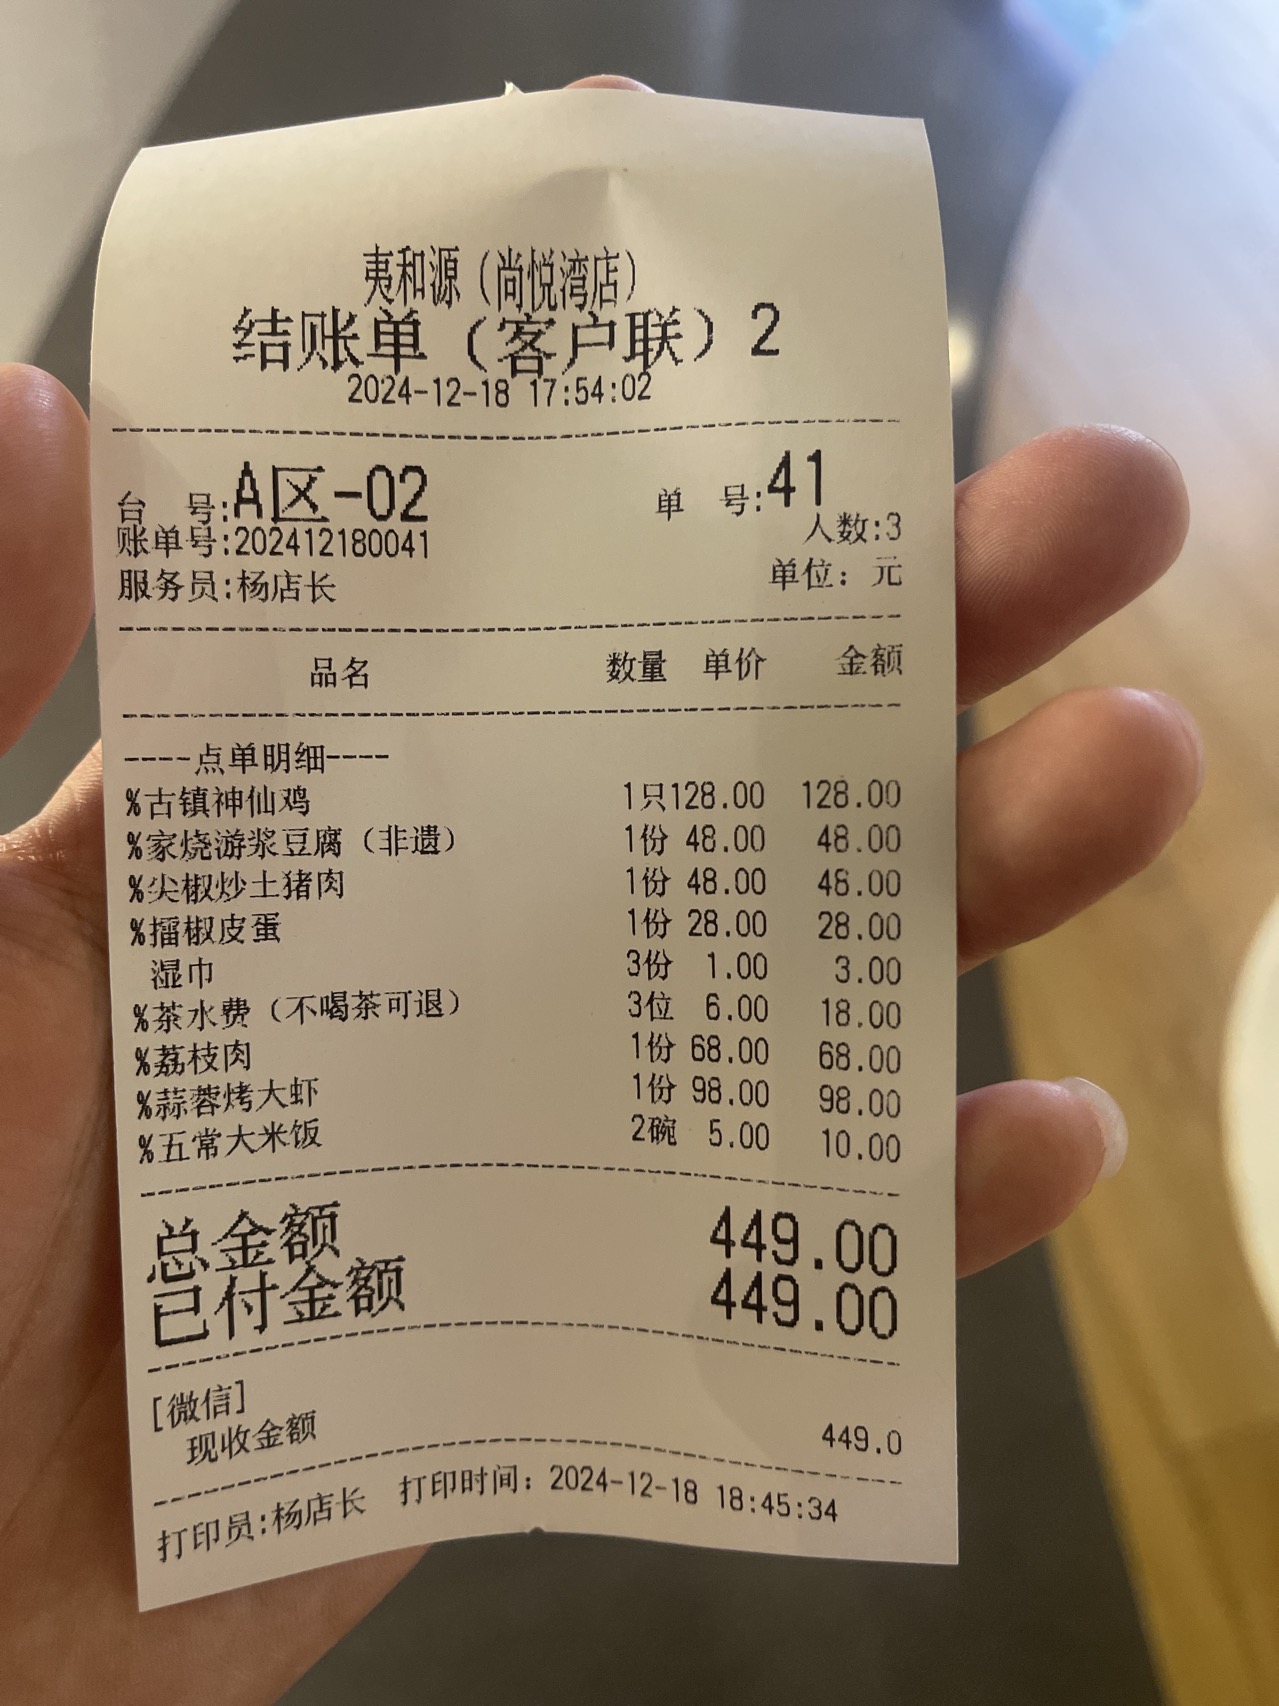 夷和源（尚悦湾店）
结账单（客户联）2
2024-12-18 17:54:02
台 号:A区-02 单 号:41
账单号:202412180041 人数:3
服务员:杨店长 单位：元
品名 数量 单价 金额
----点单明细----
%古镇神仙鸡 1只128.00 128.00
%家烧游浆豆腐（非遗） 1份 48.00 48.00
%尖椒炒土猪肉 1份 48.00 48.00
%擂椒皮蛋 1份 28.00 28.00
湿巾 3份 1.00 3.00
%茶水费（不喝茶可退） 3位 6.00 18.00
%荔枝肉 1份 68.00 68.00
%蒜蓉烤大虾 1份 98.00 98.00
%五常大米饭 2碗 5.00 10.00
总金额 449.00
已付金额 449.00
[微信]
现收金额 449.0
打印员:杨店长 打印时间：2024-12-18 18:45:34